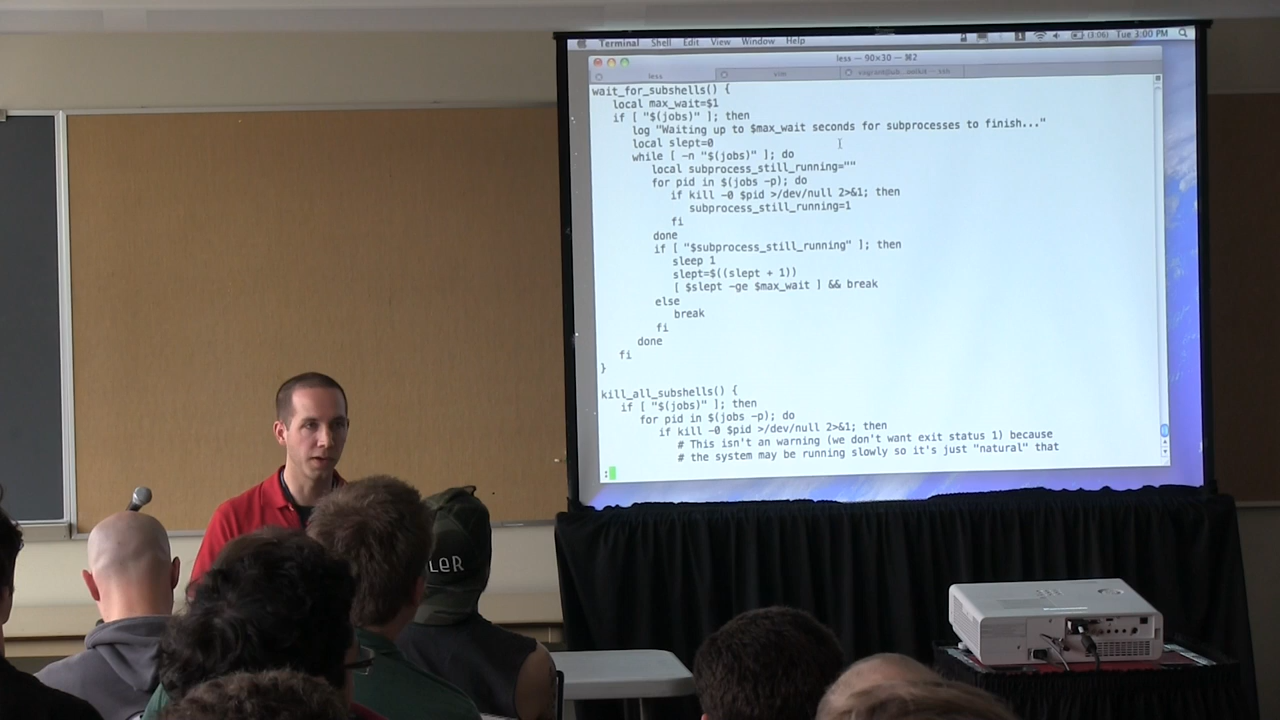 Terminal Shell Edit View Window Help (3:06) Tue 3:00 PM
less — 90×30 — ⌘2
less vim
wait_for_subshells() {
local max_wait=$1
if [ "$(jobs)" ]; then
log "Waiting up to $max_wait seconds for subprocesses to finish..."
local slept=0
while [ -n "$(jobs)" ]; do
local subprocess_still_running=""
for pid in $(jobs -p); do
if kill -0 $pid >/dev/null 2>&1; then
subprocess_still_running=1
fi
done
if [ "$subprocess_still_running" ]; then
sleep 1
slept=$((slept + 1))
[ $slept -ge $max_wait ] && break
else
break
fi
done
fi
}
kill_all_subshells() {
if [ "$(jobs)" ]; then
for pid in $(jobs -p); do
if kill -0 $pid >/dev/null 2>&1; then
# This isn't an warning (we don't want exit status 1) because
# the system may be running slowly so it's just "natural" that
:
LeR